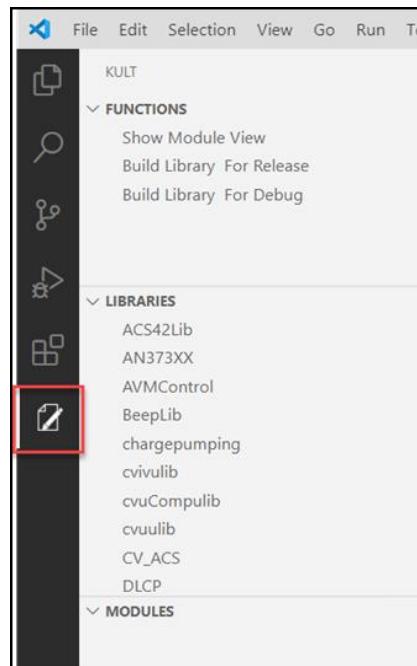 File Edit Selection View Go Run
KULT
FUNCTIONS
Show Module View
Build Library For Release
Build Library For Debug
LIBRARIES
ACS42Lib
AN373XX
AVMControl
BeepLib
chargepumping
cvivulib
cvuCompulib
cvuulib
CV_ACS
DLCP
MODULES